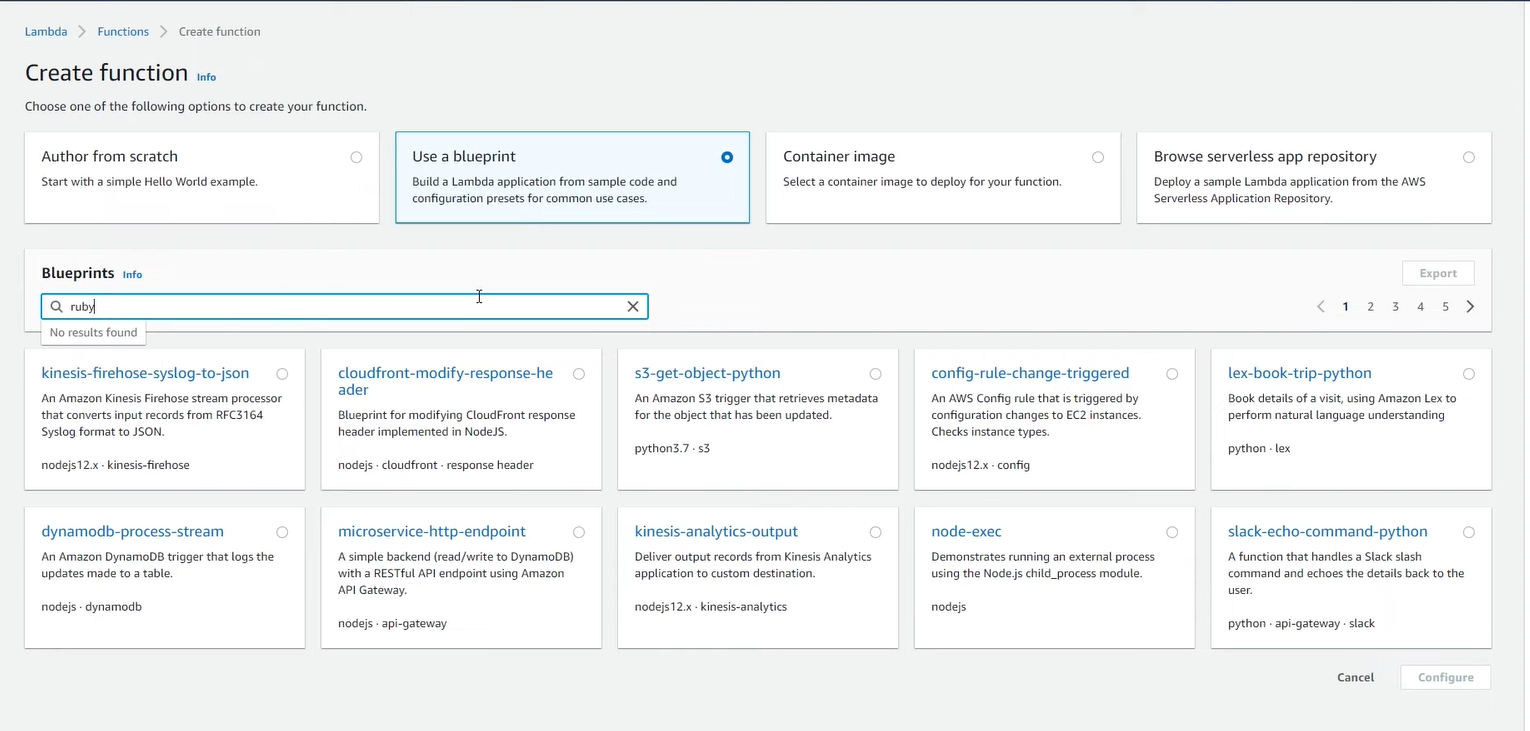 Lambda > Functions > Create function
Create function Info
Choose one of the following options to create your function.
Author from scratch
Start with a simple Hello World example.
Use a blueprint
Build a Lambda application from sample code and
configuration presets for common use cases.
Container image
Select a container image to deploy for your function.
Browse serverless app repository
Deploy a sample Lambda application from the AWS
Serverless Application Repository.
Blueprints Info
Export
ruby
1 2 3 4 5
No results found
kinesis-firehose-syslog-to-json
An Amazon Kinesis Firehose stream processor
that converts input records from RFC3164
Syslog format to JSON.
nodejs12.x · kinesis-firehose
cloudfront-modify-response-he
ader
Blueprint for modifying CloudFront response
header implemented in NodeJS.
nodejs · cloudfront · response header
s3-get-object-python
An Amazon S3 trigger that retrieves metadata
for the object that has been updated.
python3.7 · s3
config-rule-change-triggered
An AWS Config rule that is triggered by
configuration changes to EC2 instances.
Checks instance types.
nodejs12.x · config
lex-book-trip-python
Book details of a visit, using Amazon Lex to
perform natural language understanding
python · lex
dynamodb-process-stream
An Amazon DynamoDB trigger that logs the
updates made to a table.
nodejs · dynamodb
microservice-http-endpoint
A simple backend (read/write to DynamoDB)
with a RESTful API endpoint using Amazon
API Gateway.
nodejs · api-gateway
kinesis-analytics-output
Deliver output records from Kinesis Analytics
application to custom destination.
nodejs12.x · kinesis-analytics
node-exec
Demonstrates running an external process
using the Node.js child_process module.
nodejs
slack-echo-command-python
A function that handles a Slack slash
command and echoes the details back to the
user.
python · api-gateway · slack
Cancel
Configure